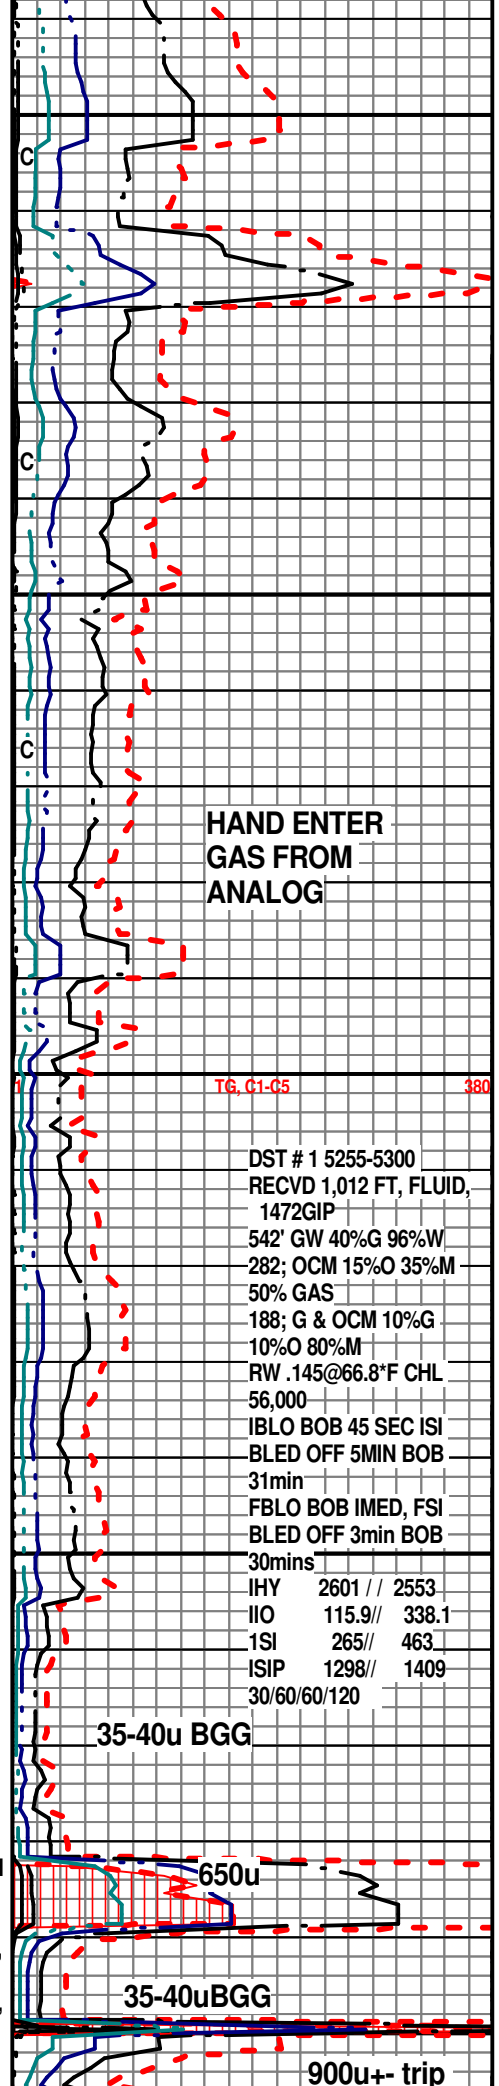 C
C
C
HAND ENTER
GAS FROM
ANALOG
1 TG, C1-C5 380
DST # 1 5255-5300
RECVD 1,012 FT, FLUID,
1472GIP
542' GW 40%G 96%W
282; OCM 15%O 35%M
50% GAS
188; G & OCM 10%G
10%O 80%M
RW .145@66.8*F CHL
56,000
IBLO BOB 45 SEC ISI
BLED OFF 5MIN BOB
31min
FBLO BOB IMED, FSI
BLED OFF 3min BOB
30mins
IHY 2601 // 2553
IIO 115.9// 338.1
1SI 265// 463
ISIP 1298// 1409
30/60/60/120
35-40u BGG
650u
35-40uBGG
900u+- trip